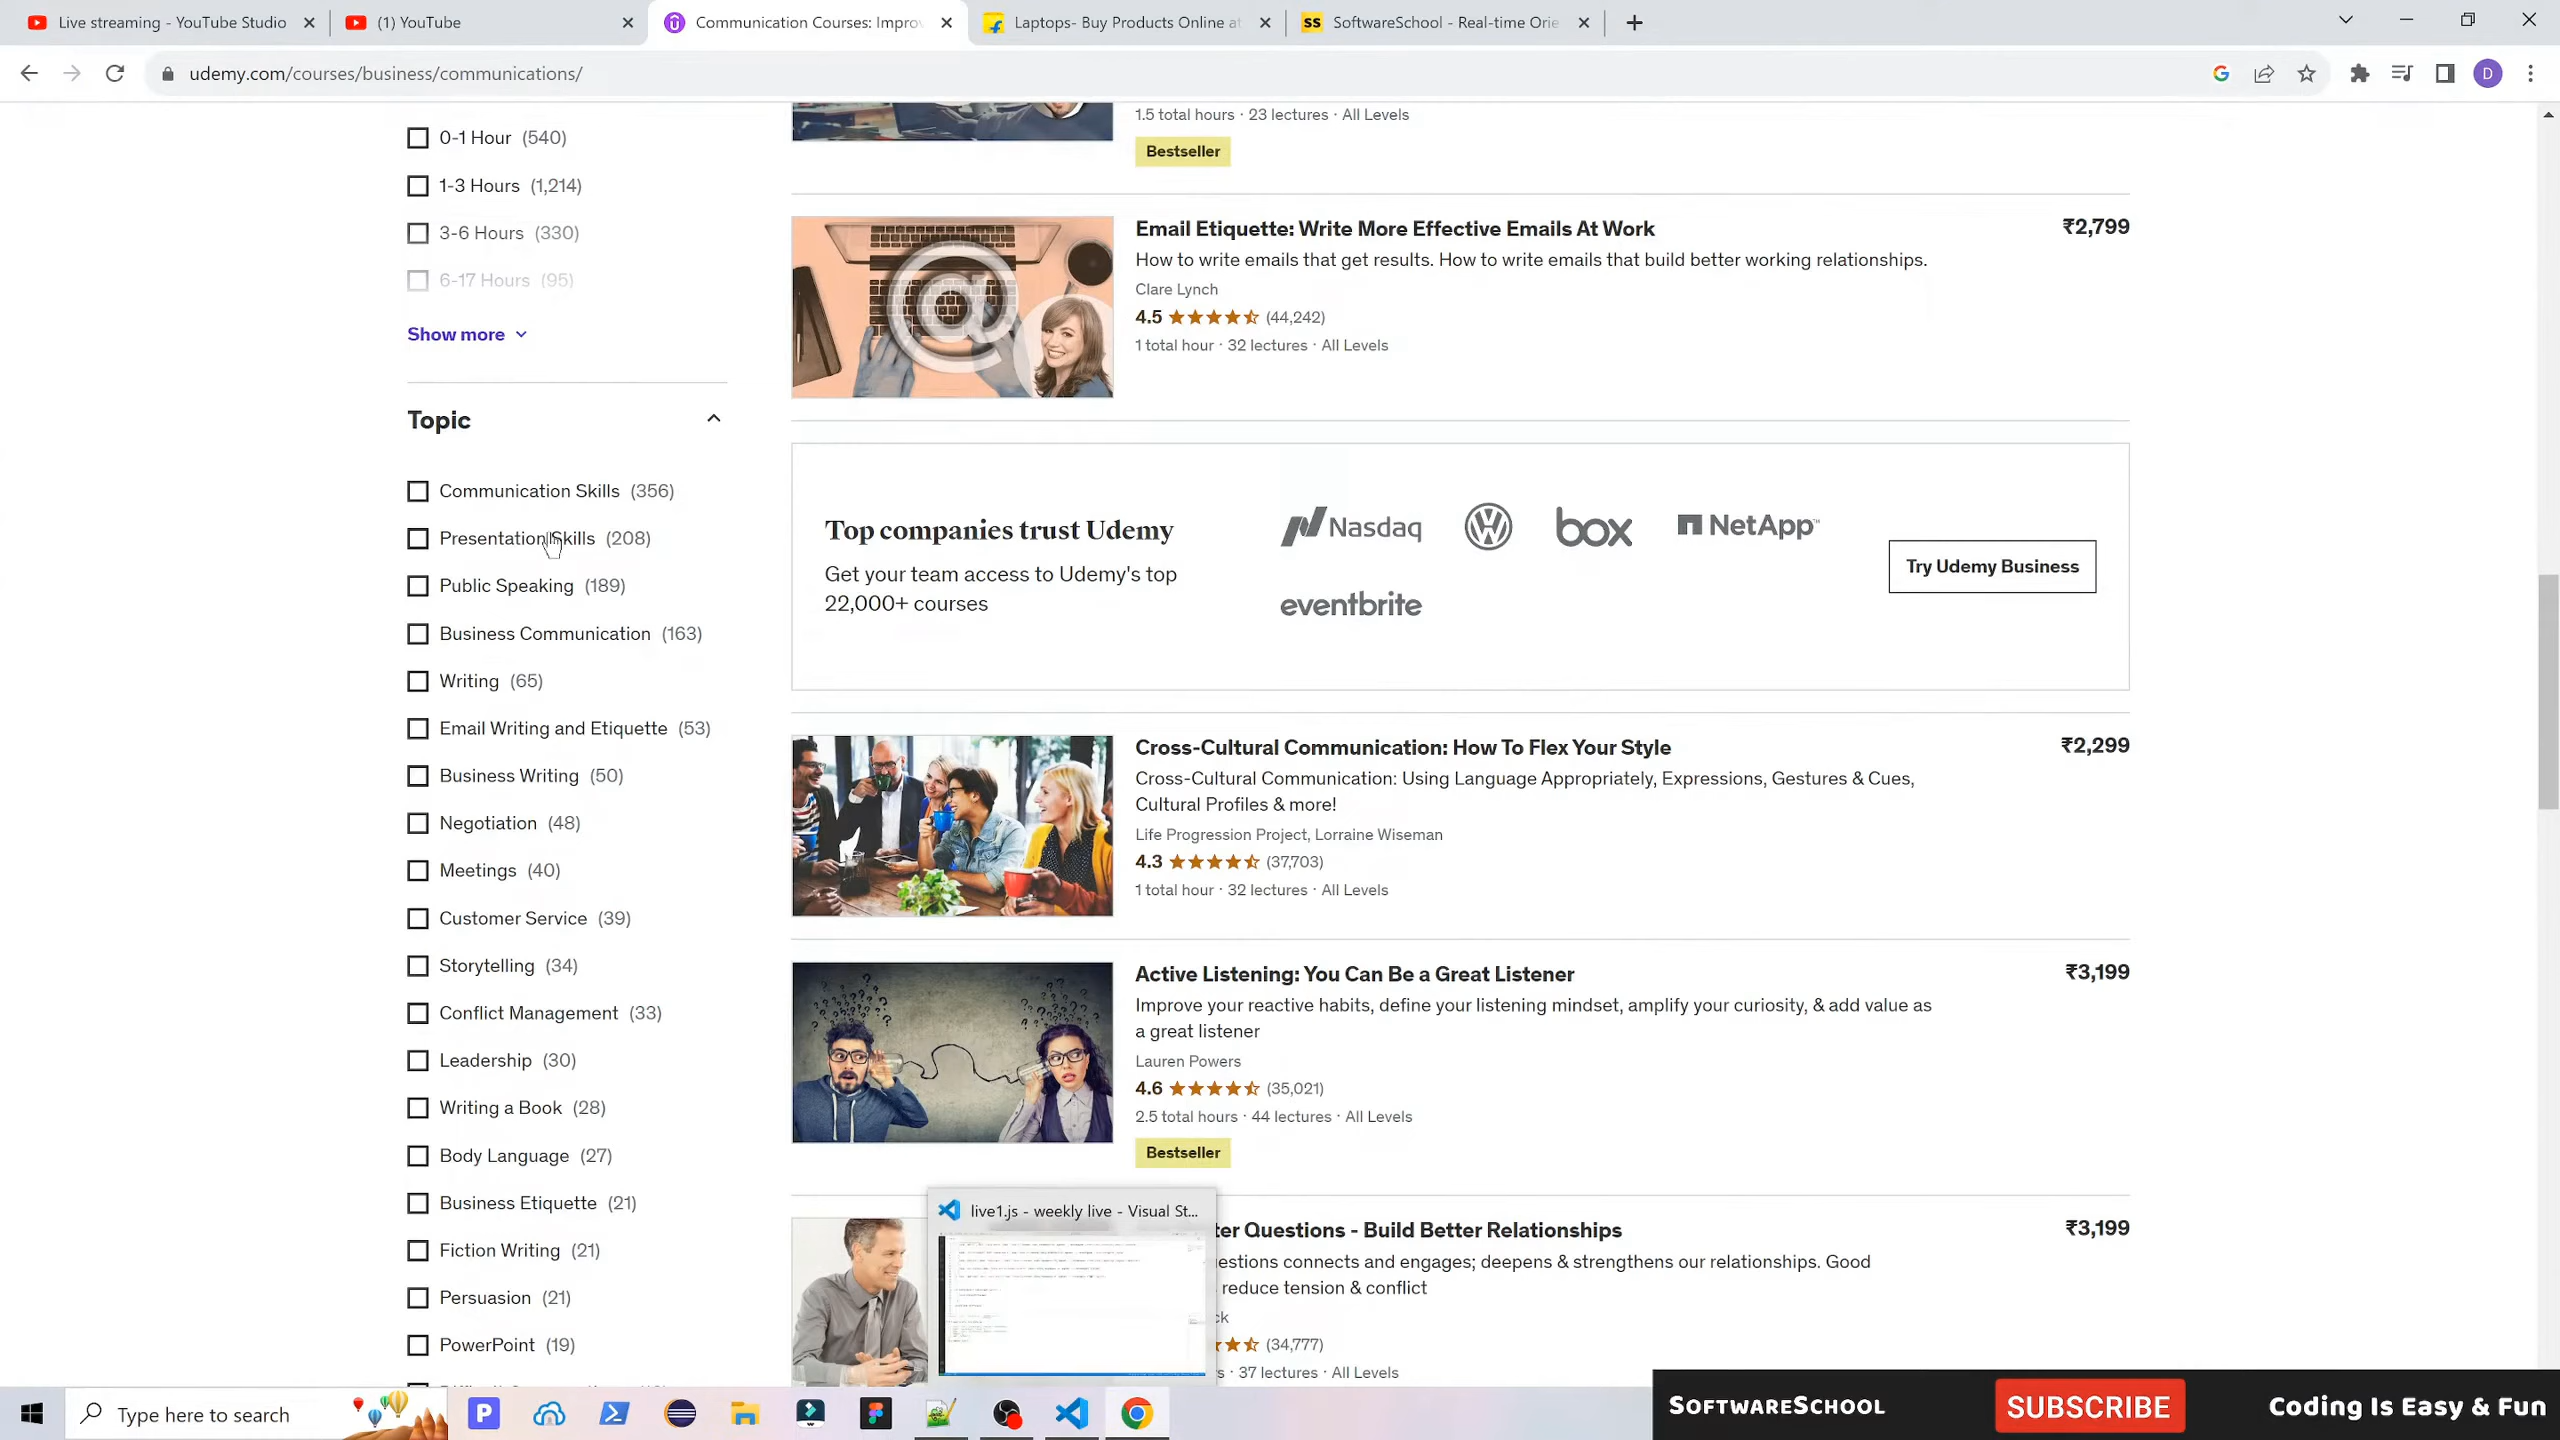 Live streaming - YouTube Studio
(1) YouTube
Communication Courses: Improv
Laptops- Buy Products Online at
SS SoftwareSchool - Real-time Orie
udemy.com/courses/business/communications/
D
0-1 Hour (540)
1-3 Hours (1,214)
3-6 Hours (330)
6-17 Hours (95)
Show more
Topic
Communication Skills (356)
Presentation Skills (208)
Public Speaking (189)
Business Communication (163)
Writing (65)
Email Writing and Etiquette (53)
Business Writing (50)
Negotiation (48)
Meetings (40)
Customer Service (39)
Storytelling (34)
Conflict Management (33)
Leadership (30)
Writing a Book (28)
Body Language (27)
Business Etiquette (21)
Fiction Writing (21)
Persuasion (21)
PowerPoint (19)
1.5 total hours · 23 lectures · All Levels
Bestseller
Email Etiquette: Write More Effective Emails At Work ₹2,799
How to write emails that get results. How to write emails that build better working relationships.
Clare Lynch
4.5 (44,242)
1 total hour · 32 lectures · All Levels
Top companies trust Udemy
Get your team access to Udemy's top
22,000+ courses
Nasdaq
box
NetApp
eventbrite
Try Udemy Business
Cross-Cultural Communication: How To Flex Your Style ₹2,299
Cross-Cultural Communication: Using Language Appropriately, Expressions, Gestures & Cues,
Cultural Profiles & more!
Life Progression Project, Lorraine Wiseman
4.3 (37,703)
1 total hour · 32 lectures · All Levels
Active Listening: You Can Be a Great Listener ₹3,199
Improve your reactive habits, define your listening mindset, amplify your curiosity, & add value as
a great listener
Lauren Powers
4.6 (35,021)
2.5 total hours · 44 lectures · All Levels
Bestseller
live1.js - weekly live - Visual St...
ter Questions - Build Better Relationships ₹3,199
estions connects and engages; deepens & strengthens our relationships. Good
reduce tension & conflict
ck
(34,777)
s · 37 lectures · All Levels
Type here to search
P
SOFTWARESCHOOL
SUBSCRIBE
Coding Is Easy & Fun